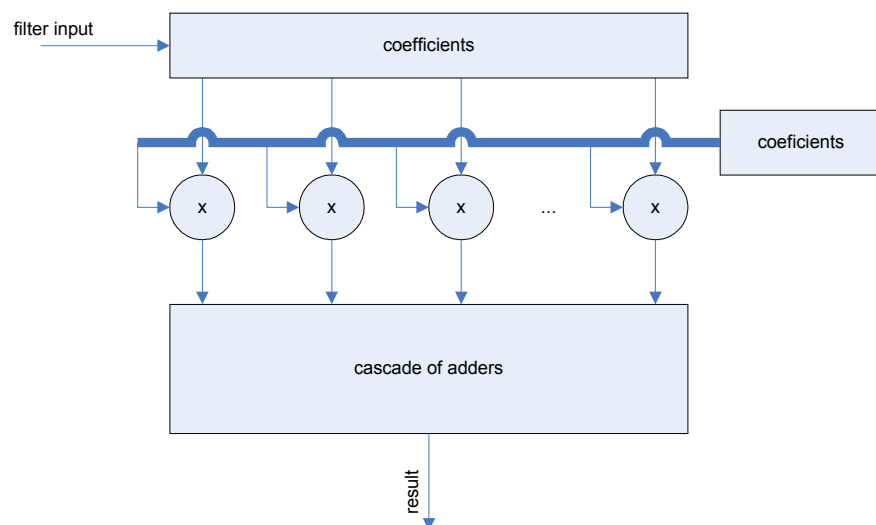 filter input
coefficients
coeficients
x
x
x
...
x
cascade of adders
result